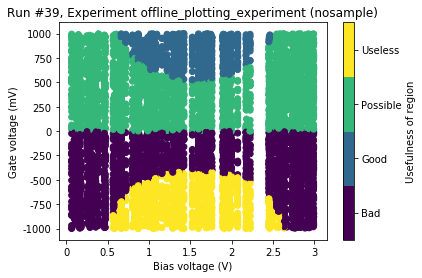 Run #39, Experiment offline_plotting_experiment (nosample)
1000
750
500
250
0
-250
-500
-750
-1000
Gate voltage (mV)
0
0.5
1
1.5
2
2.5
3
Bias voltage (V)
Useless
Possible
Good
Bad
Usefulness of region